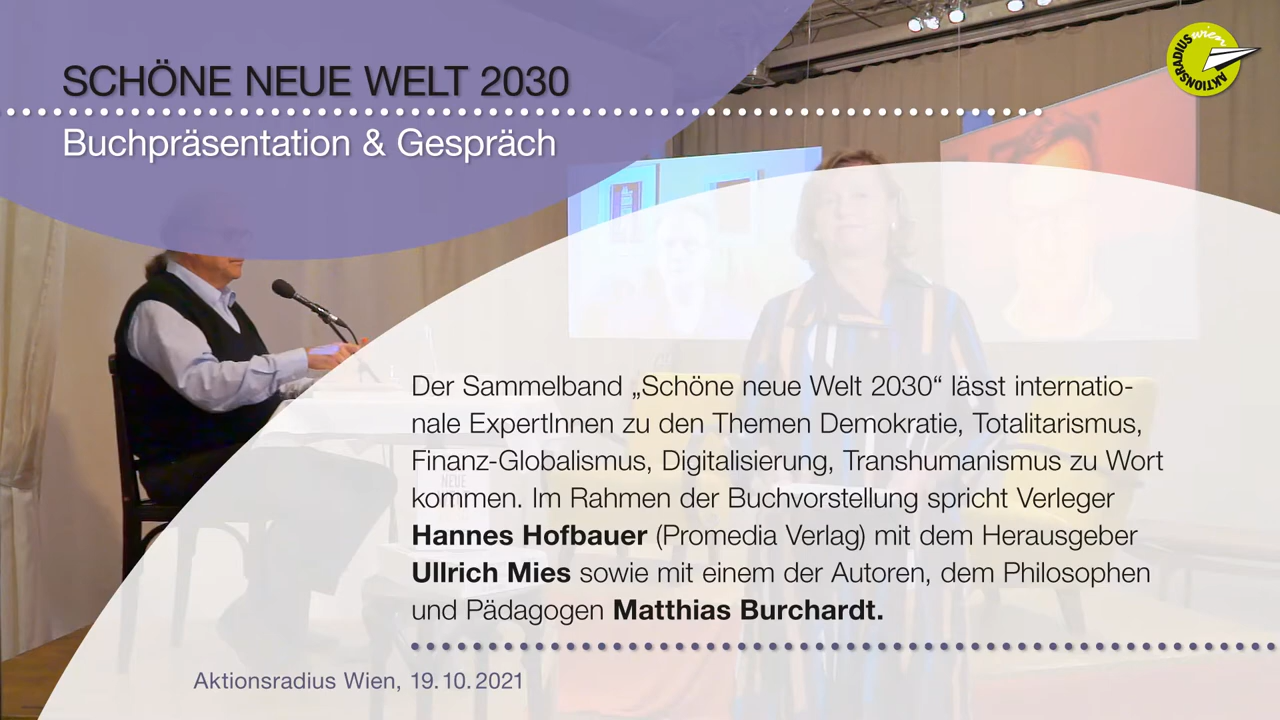 SCHÖNE NEUE WELT 2030
Buchpräsentation & Gespräch
AKTIONSRADIUS wien
Der Sammelband „Schöne neue Welt 2030“ lässt internatio-
nale ExpertInnen zu den Themen Demokratie, Totalitarismus,
Finanz-Globalismus, Digitalisierung, Transhumanismus zu Wort
kommen. Im Rahmen der Buchvorstellung spricht Verleger
Hannes Hofbauer (Promedia Verlag) mit dem Herausgeber
Ullrich Mies sowie mit einem der Autoren, dem Philosophen
und Pädagogen Matthias Burchardt.
Aktionsradius Wien, 19.10.2021
NEUE